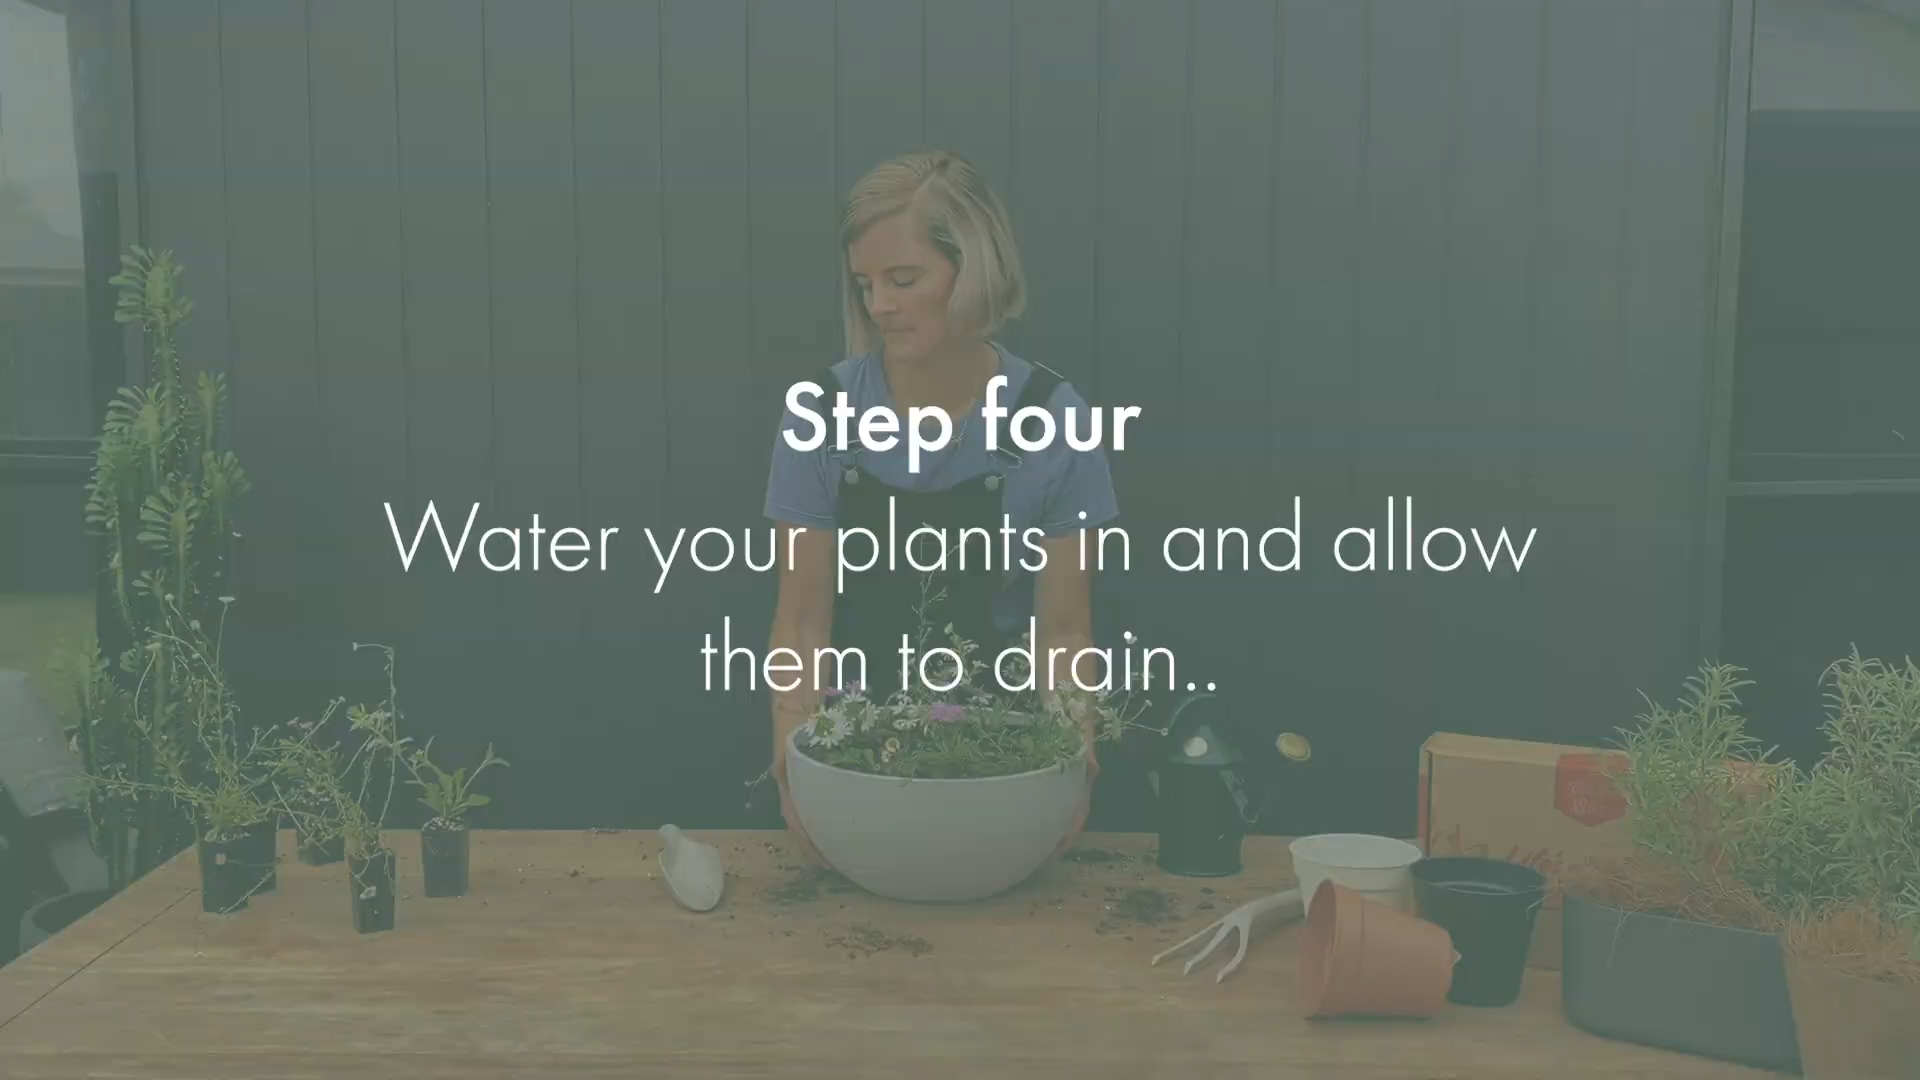 Step four
Water your plants in and allow
them to drain..